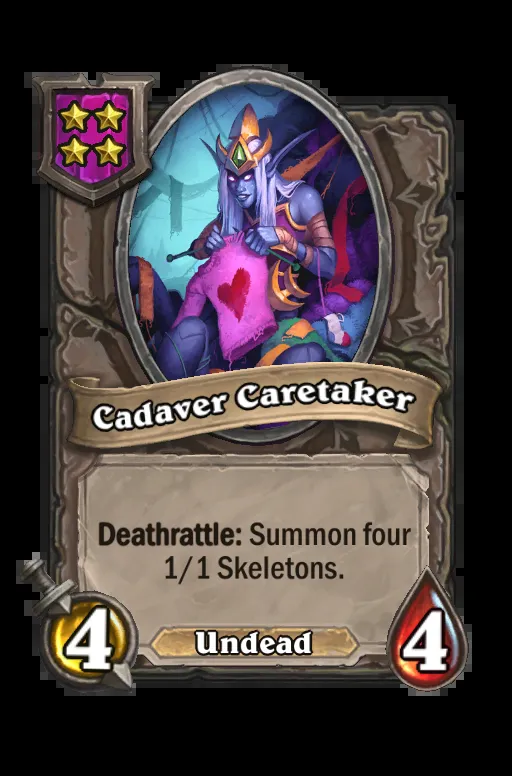 Cadaver Caretaker
Deathrattle: Summon four
1/1 Skeletons.
4
Undead
4